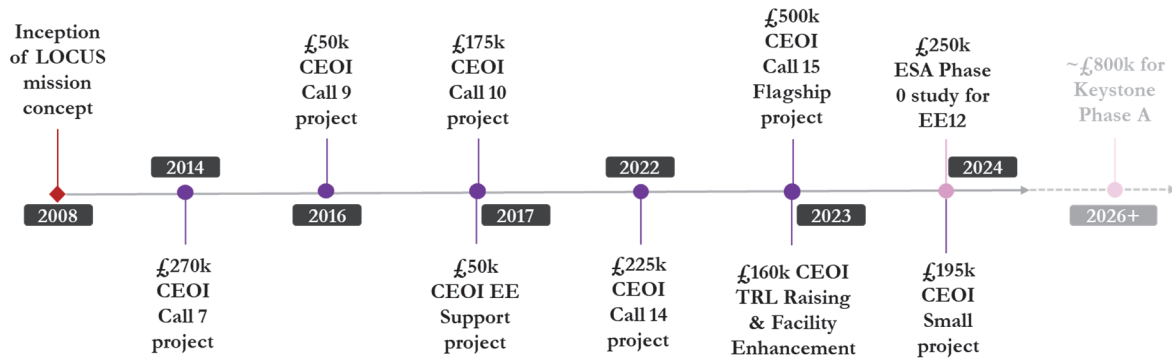 Inception
of LOCUS
mission
concept
2008
2014
£270k
CEOI
Call 7
project
£50k
CEOI
Call 9
project
2016
£175k
CEOI
Call 10
project
2017
£50k
CEOI EE
Support
project
2022
£225k
CEOI
Call 14
project
£500k
CEOI
Call 15
Flagship
project
2023
£160k CEOI
TRL Raising
& Facility
Enhancement
£250k
ESA Phase
0 study for
EE12
2024
£195k
CEOI
Small
project
~£800k for
Keystone
Phase A
2026+